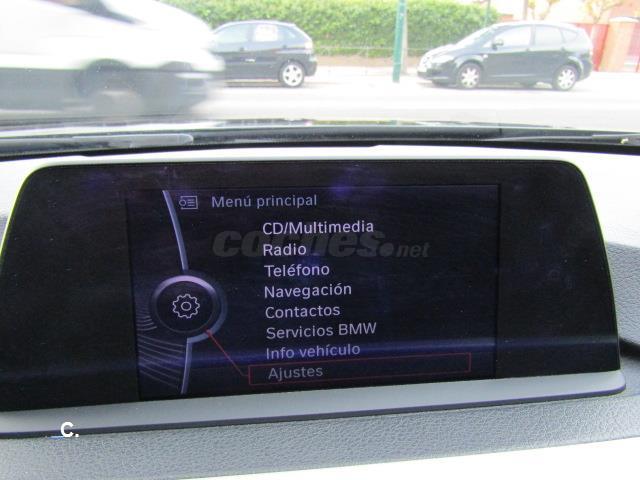 Menú principal
CD/Multimedia
coches.net
Radio
Teléfono
Navegación
Contactos
Servicios BMW
Info vehículo
Ajustes
C.